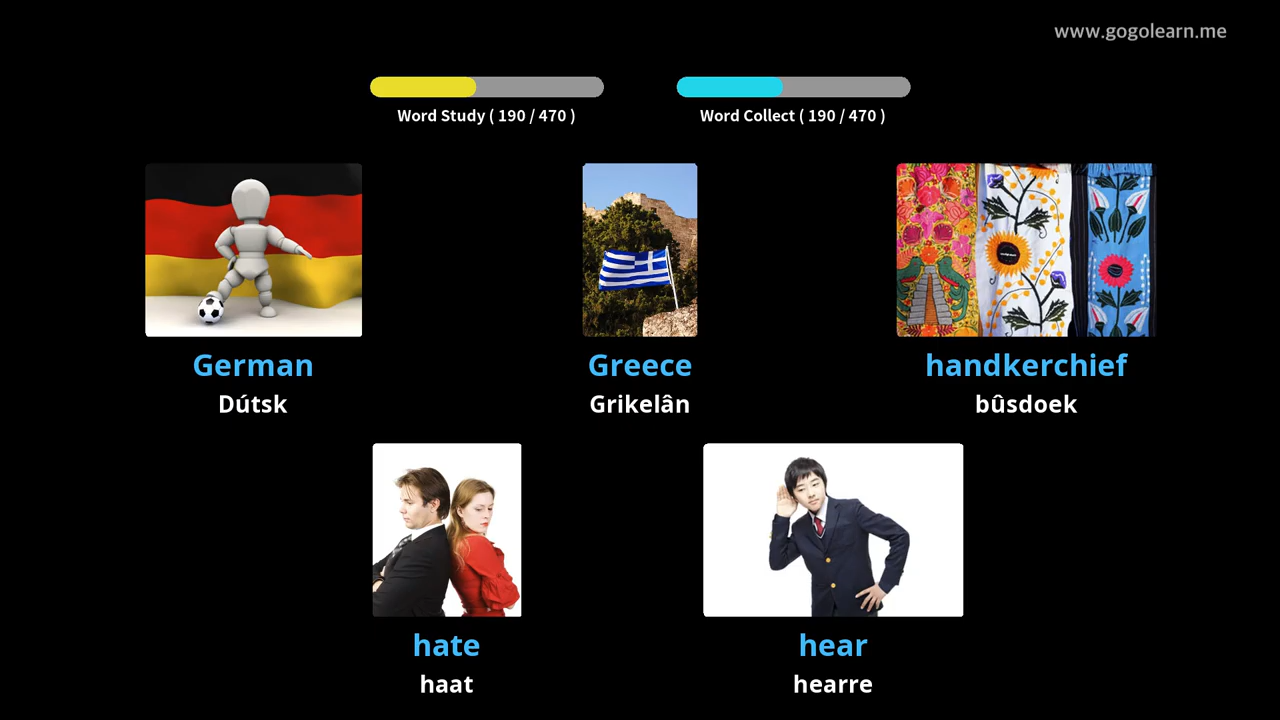 www.gogolearn.me
Word Study ( 190 / 470 )
Word Collect ( 190 / 470 )
German
Dútsk
Greece
Grikelân
handkerchief
bûsdoek
hate
haat
hear
hearre